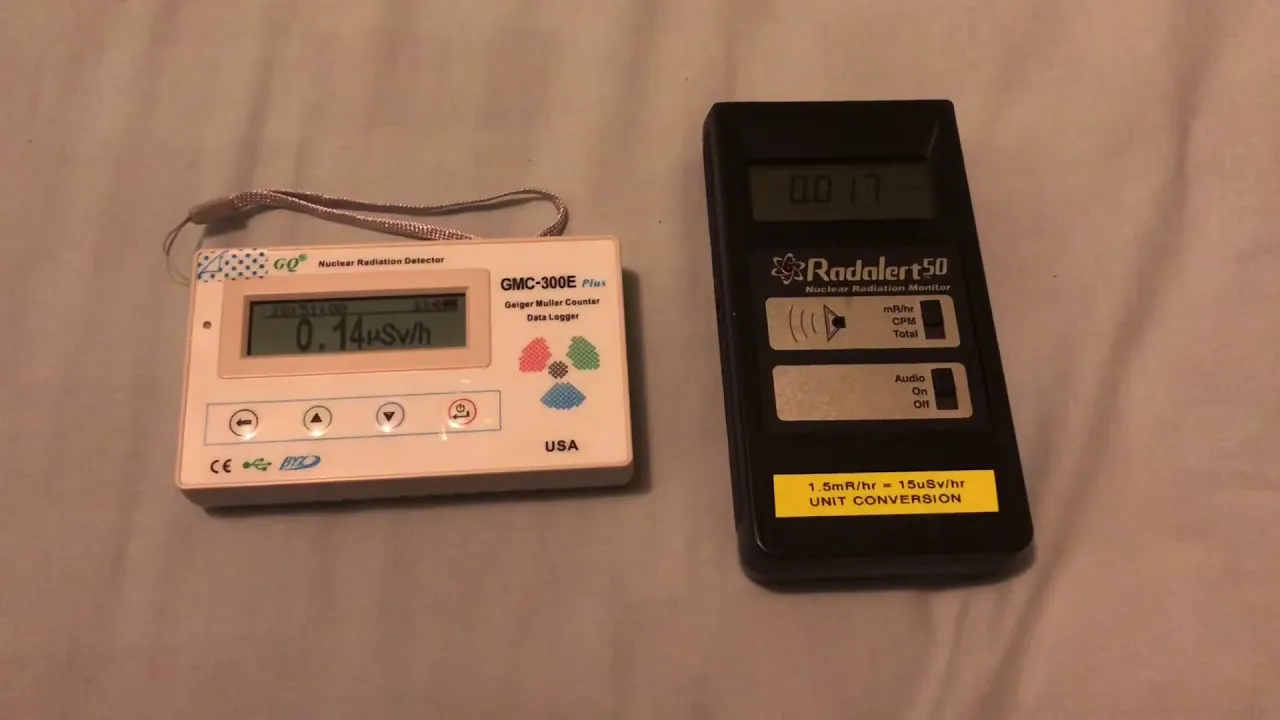 GQ®
Nuclear Radiation Detector
GMC-300E Plus
Geiger Muller Counter
Data Logger
0.14µSv/h
USA
CE
BYZ
0.017
Radalert50
Nuclear Radiation Monitor
mR/hr
CPM
Total
Audio
On
Off
1.5mR/hr = 15uSv/hr
UNIT CONVERSION